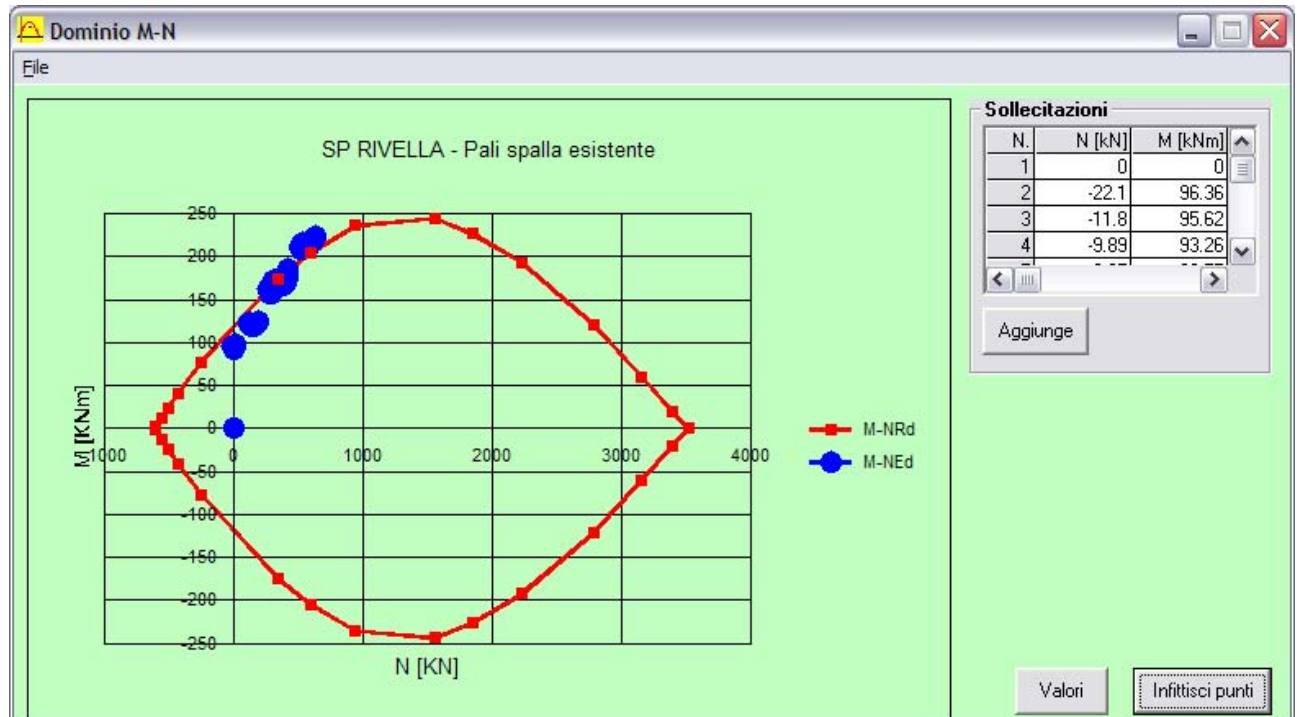 Dominio M-N
File
SP RIVELLA - Pali spalla esistente
250
200
150
100
50
0
-50
-100
-150
-200
-250
M [KNm]
-1000 0 1000 2000 3000 4000
N [KN]
M-NRd
M-NEd
Sollecitazioni
N. N [kN] M [kNm]
1 0 0
2 -22.1 96.36
3 -11.8 95.62
4 -9.89 93.26
Aggiunge
Valori
Infittisci punti